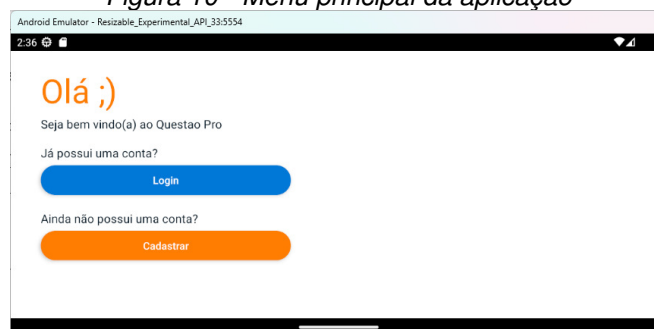 Figura 10 - Menu principal da aplicação
Android Emulator - Resizable_Experimental_API_33:5554
2:36
Olá ;)
Seja bem vindo(a) ao Questao Pro
Já possui uma conta?
Login
Ainda não possui uma conta?
Cadastrar